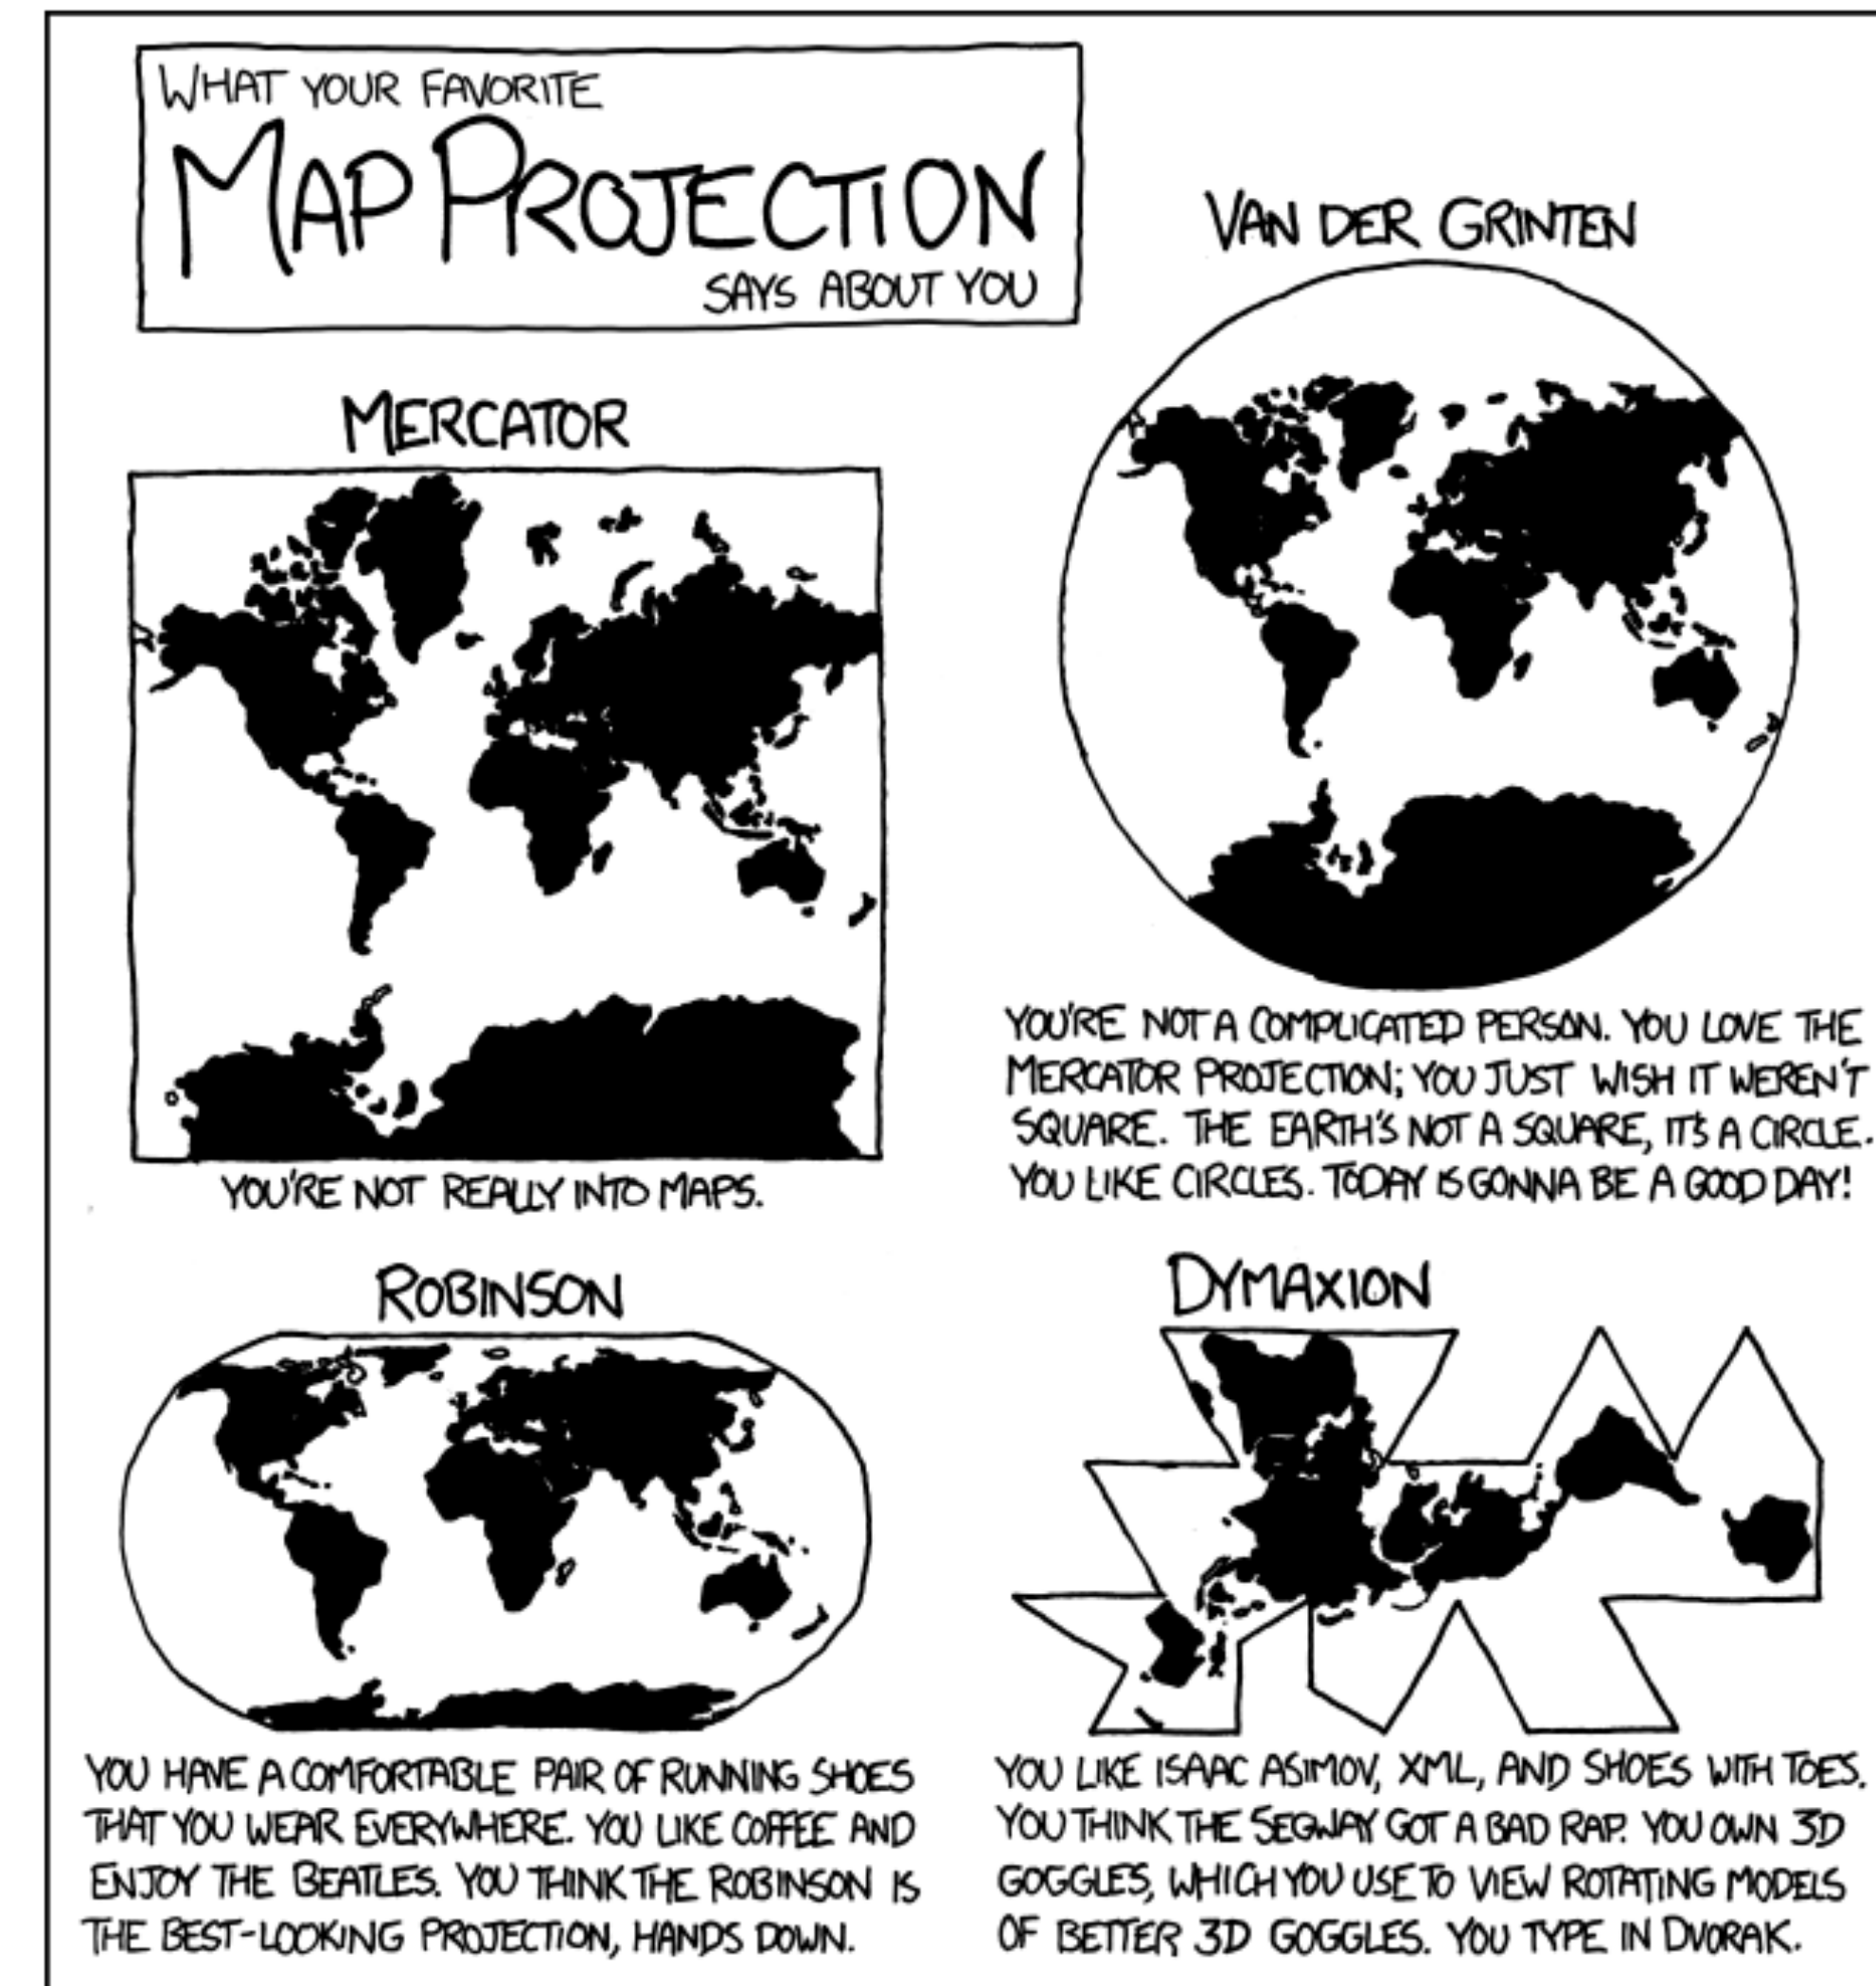 WHAT YOUR FAVORITE
MAP PROJECTION
SAYS ABOUT YOU
MERCATOR
YOU'RE NOT REALLY INTO MAPS.
VAN DER GRINTEN
YOU'RE NOT A COMPLICATED PERSON. YOU LOVE THE
MERCATOR PROJECTION; YOU JUST WISH IT WEREN'T
SQUARE. THE EARTH'S NOT A SQUARE, IT'S A CIRCLE.
YOU LIKE CIRCLES. TODAY IS GONNA BE A GOOD DAY!
ROBINSON
YOU HAVE A COMFORTABLE PAIR OF RUNNING SHOES
THAT YOU WEAR EVERYWHERE. YOU LIKE COFFEE AND
ENJOY THE BEATLES. YOU THINK THE ROBINSON IS
THE BEST-LOOKING PROJECTION, HANDS DOWN.
DYMAXION
YOU LIKE ISAAC ASIMOV, XML, AND SHOES WITH TOES.
YOU THINK THE SEGWAY GOT A BAD RAP. YOU OWN 3D
GOGGLES, WHICH YOU USE TO VIEW ROTATING MODELS
OF BETTER 3D GOGGLES. YOU TYPE IN DVORAK.